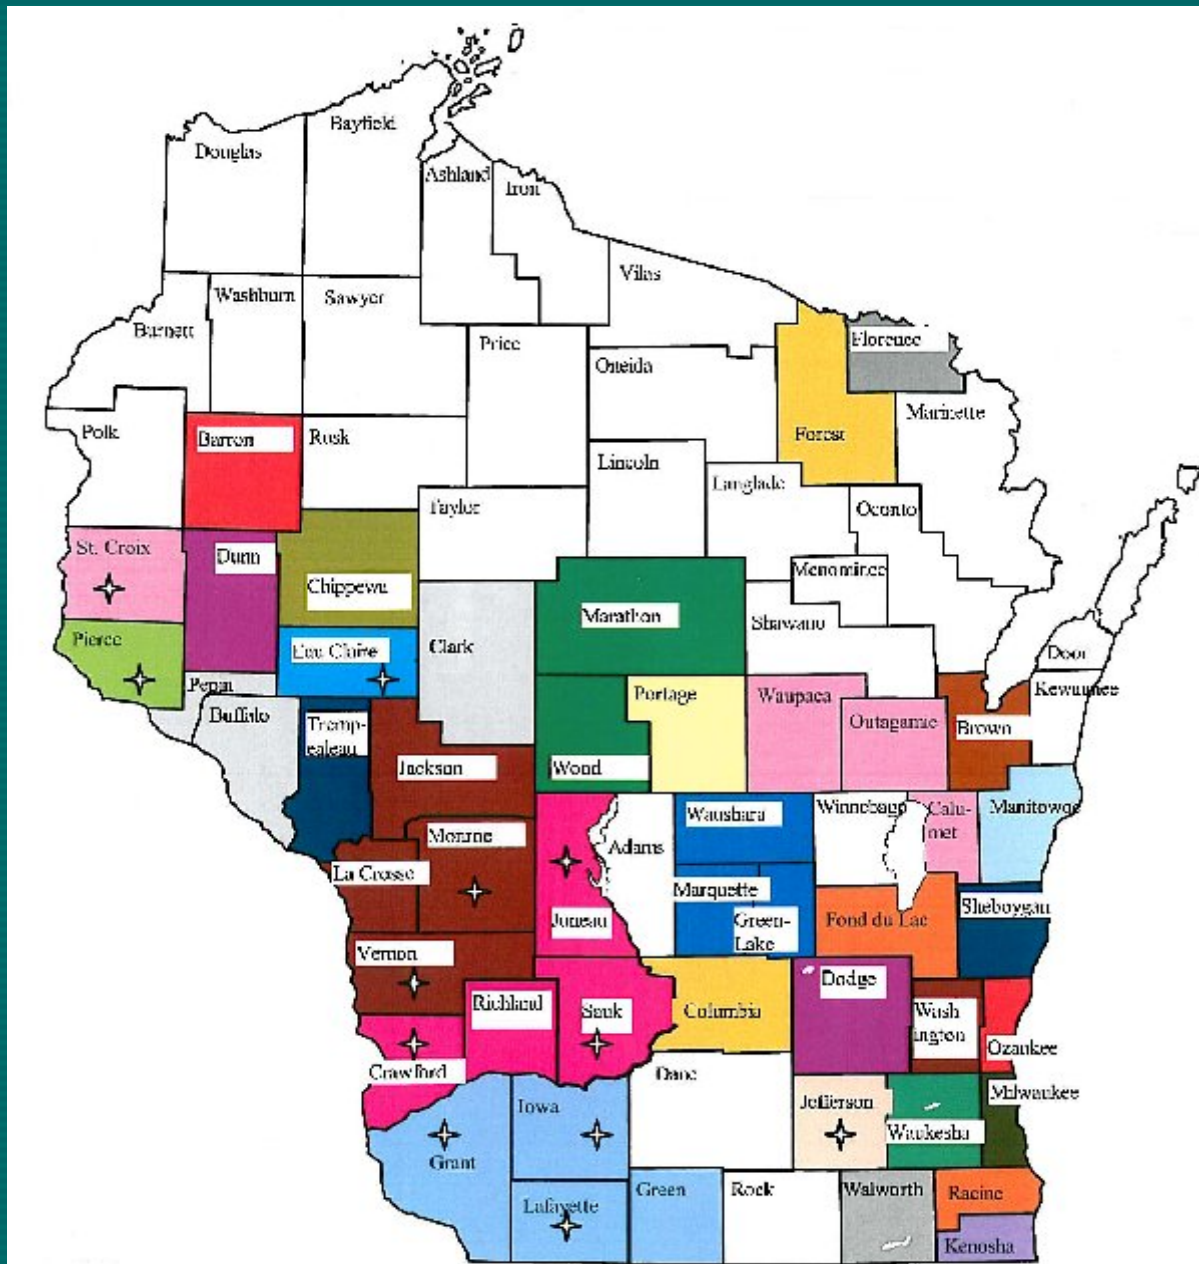 Bayfield
Douglas
Ashland
Iron
Vilas
Washburn
Sawyer
Burnett
Price
Florence
Oneida
Marinette
Polk
Barron
Rusk
Forest
Lincoln
Langlade
Taylor
Oconto
St. Croix
Dunn
Chippewa
Menominee
Marathon
Shawano
Pierce
Eau Claire
Clark
Door
Pepin
Portage
Waupaca
Kewaunee
Buffalo
Tremp-
ealeau
Outagamie
Brown
Jackson
Wood
Waushara
Winnebago
Calu-
met
Manitowoc
Monroe
Adams
La Crosse
Marquette
Green-
Lake
Juneau
Fond du Lac
Sheboygan
Vernon
Richland
Sauk
Columbia
Dodge
Wash
ington
Ozaukee
Crawford
Dane
Iowa
Jefferson
Milwaukee
Waukesha
Grant
Lafayette
Green
Rock
Walworth
Racine
Kenosha